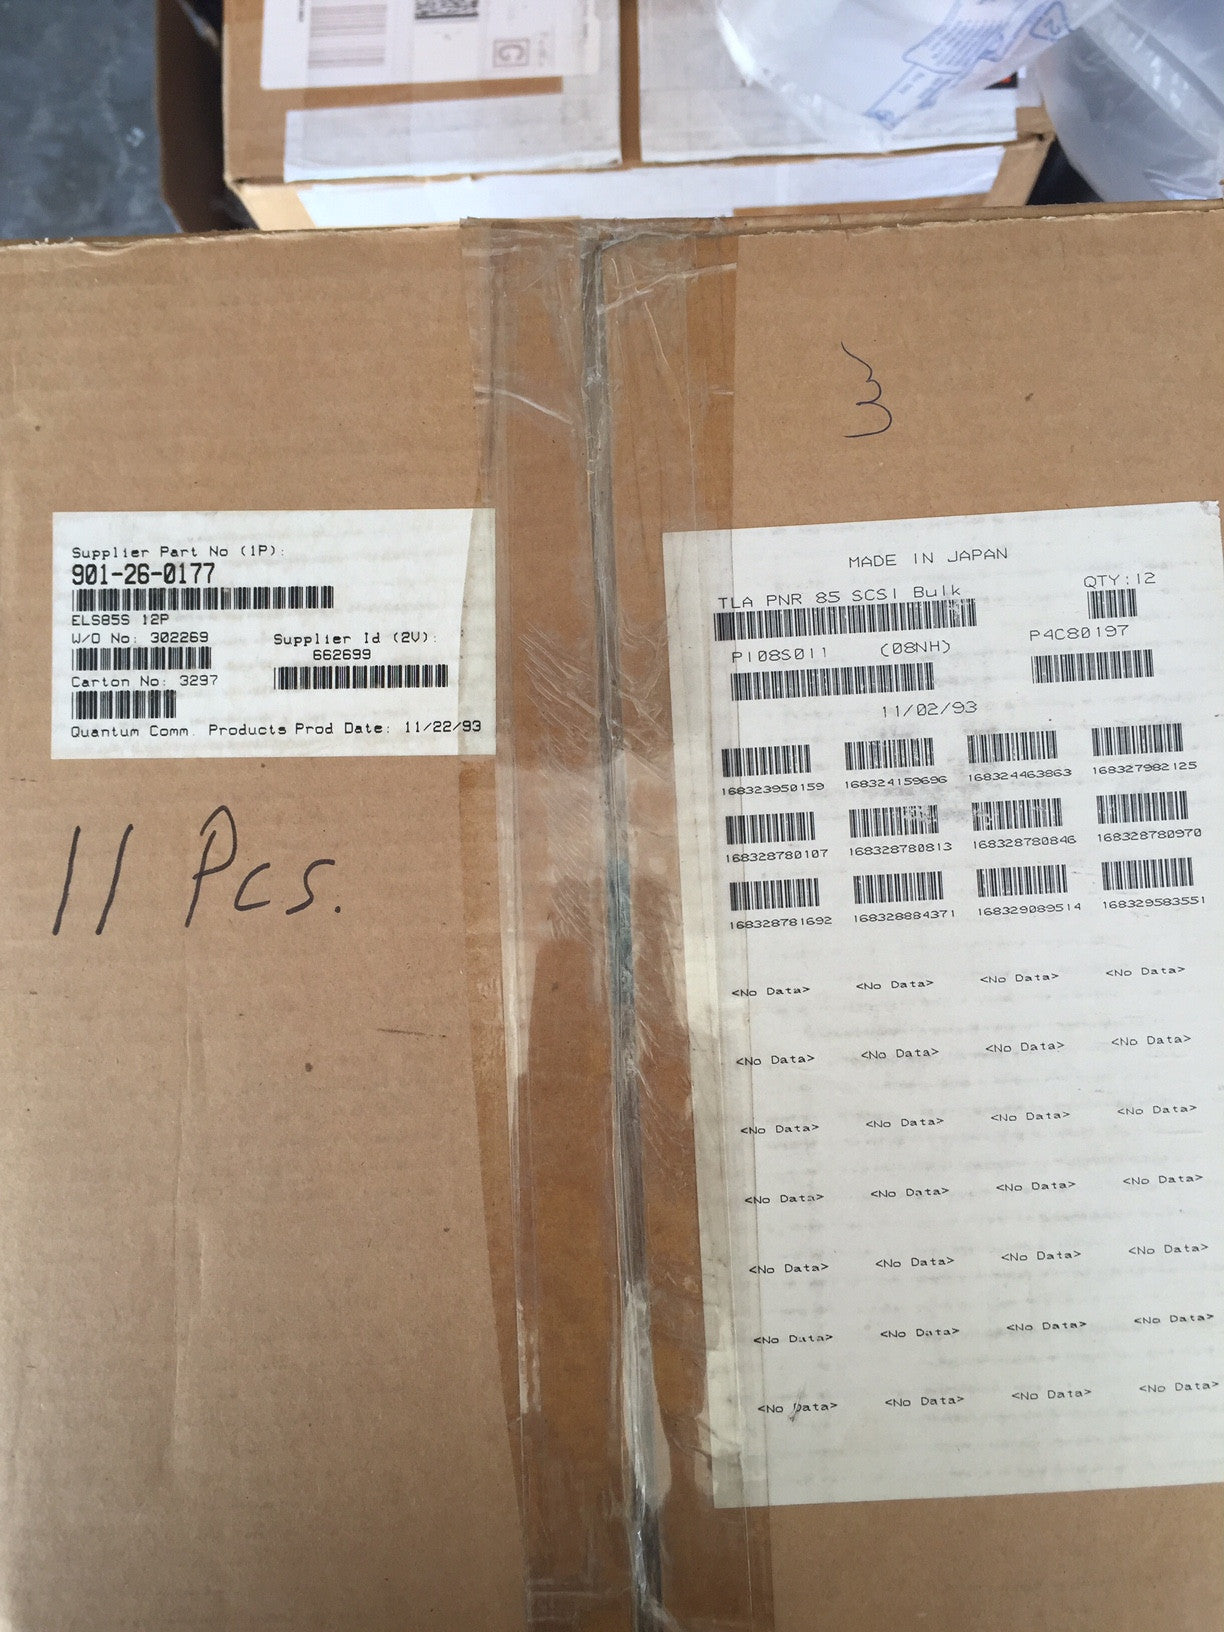 3
Supplier Part No (1P):
901-26-0177
ELS85S 12P
W/O No: 302269
Supplier Id (2V):
662699
Carton No: 3297
Quantum Comm. Products Prod Date: 11/22/93
11 Pcs.
MADE IN JAPAN
TLA PNR 85 SCSI Bulk
QTY:12
PI08S011 (08NH)
P4C80197
11/02/93
168323950159 168324159696 168324463863 168327982125
168328780107 168328780813 168328780846 168328780970
168328781692 168328884371 168329089514 168329583551
<No Data> <No Data> <No Data> <No Data>
<No Data> <No Data> <No Data> <No Data>
<No Data> <No Data> <No Data> <No Data>
<No Data> <No Data> <No Data> <No Data>
<No Data> <No Data> <No Data> <No Data>
<No Data> <No Data> <No Data> <No Data>
<No Data> <No Data> <No Data> <No Data>